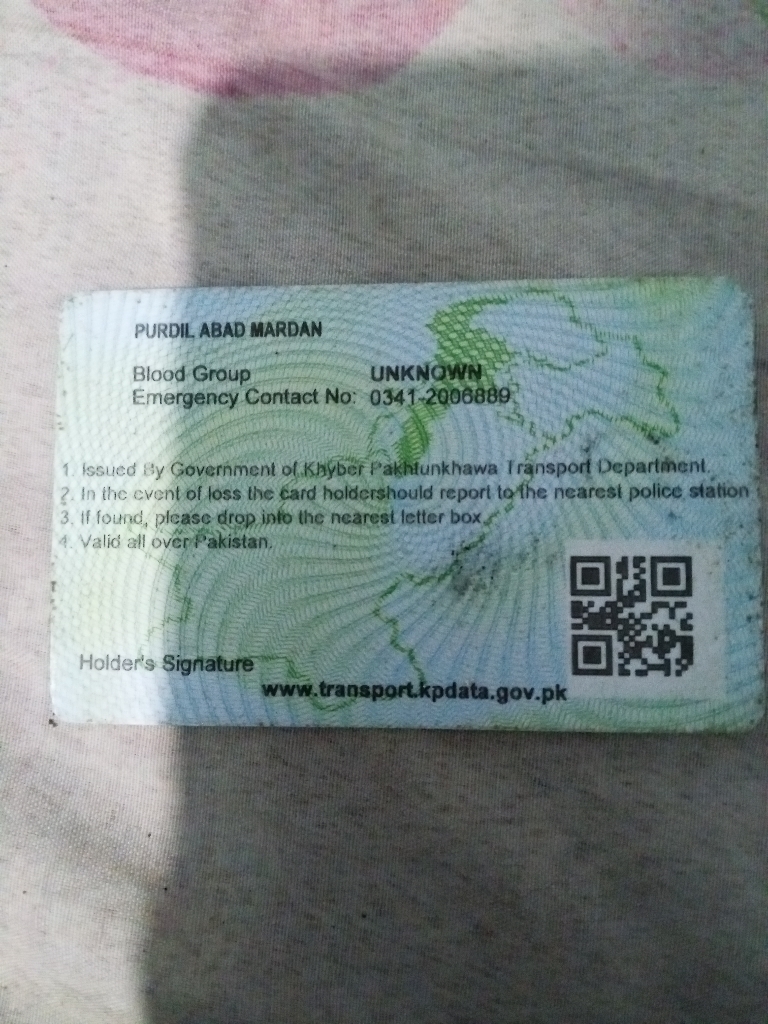 PURDIL ABAD MARDAN
Blood Group UNKNOWN
Emergency Contact No: 0341-2006889
1. Issued By Government of Khyber Pakhtunkhawa Transport Department.
2. In the event of loss the card holdershould report to the nearest police station
3. If found, please drop into the nearest letter box.
4. Valid all over Pakistan.
Holder's Signature
www.transport.kpdata.gov.pk